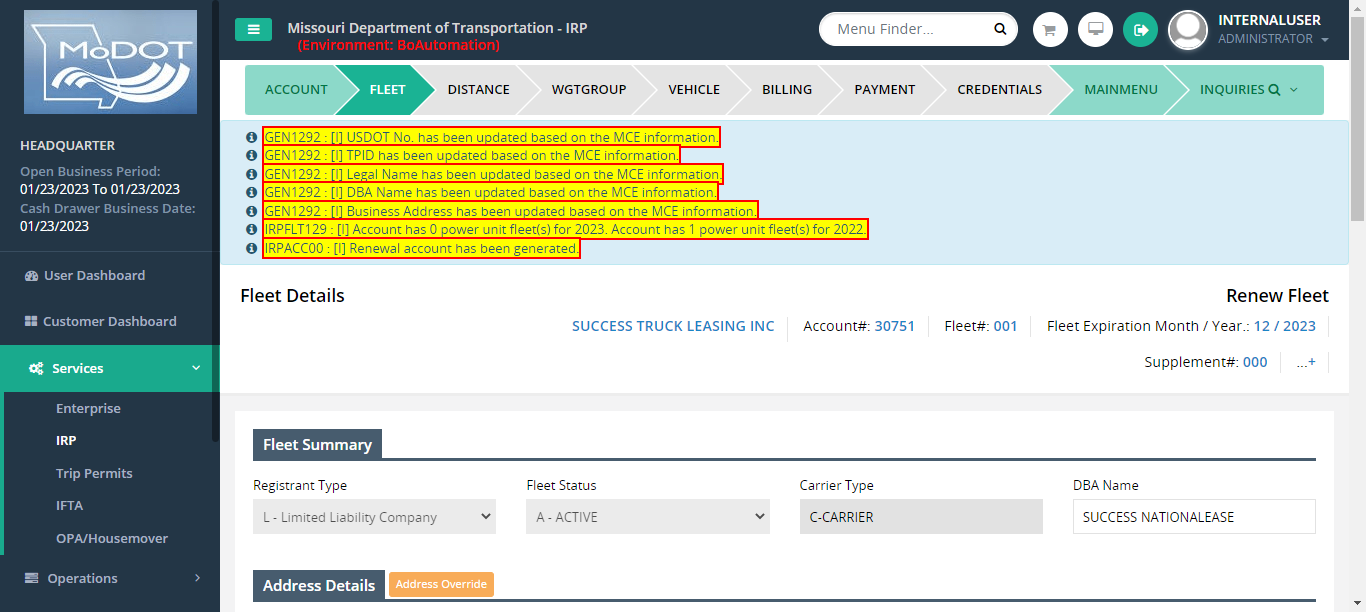 MoDOT
Missouri Department of Transportation - IRP
(Environment: BoAutomation)
Menu Finder...
INTERNALUSER
ADMINISTRATOR
HEADQUARTER
Open Business Period:
01/23/2023 To 01/23/2023
Cash Drawer Business Date:
01/23/2023
User Dashboard
Customer Dashboard
Services
Enterprise
IRP
Trip Permits
IFTA
OPA/Housemover
Operations
ACCOUNT FLEET DISTANCE WGTGROUP VEHICLE BILLING PAYMENT CREDENTIALS MAINMENU INQUIRIES
GEN1292 : [I] USDOT No. has been updated based on the MCE information.
GEN1292 : [I] TPID has been updated based on the MCE information.
GEN1292 : [I] Legal Name has been updated based on the MCE information.
GEN1292 : [I] DBA Name has been updated based on the MCE information.
GEN1292 : [I] Business Address has been updated based on the MCE information.
IRPFLT129 : [I] Account has 0 power unit fleet(s) for 2023. Account has 1 power unit fleet(s) for 2022.
IRPACC00 : [I] Renewal account has been generated.
Fleet Details Renew Fleet
SUCCESS TRUCK LEASING INC Account#: 30751 Fleet#: 001 Fleet Expiration Month / Year.: 12 / 2023
Supplement#: 000 ...+
Fleet Summary
Registrant Type Fleet Status Carrier Type DBA Name
L - Limited Liability Company A - ACTIVE C-CARRIER SUCCESS NATIONALEASE
Address Details Address Override